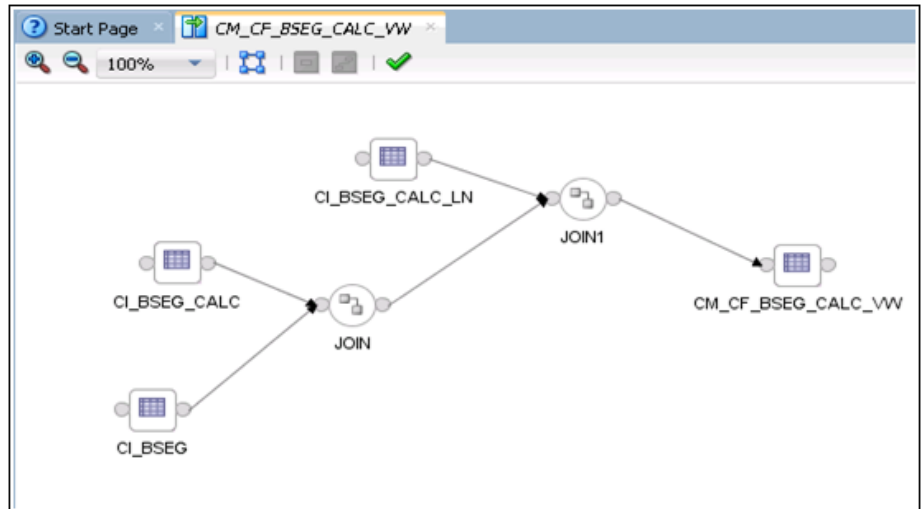 Start Page
CM_CF_BSEG_CALC_VW
100%
CI_BSEG_CALC_LN
JOIN1
CI_BSEG_CALC
CM_CF_BSEG_CALC_VW
JOIN
CI_BSEG